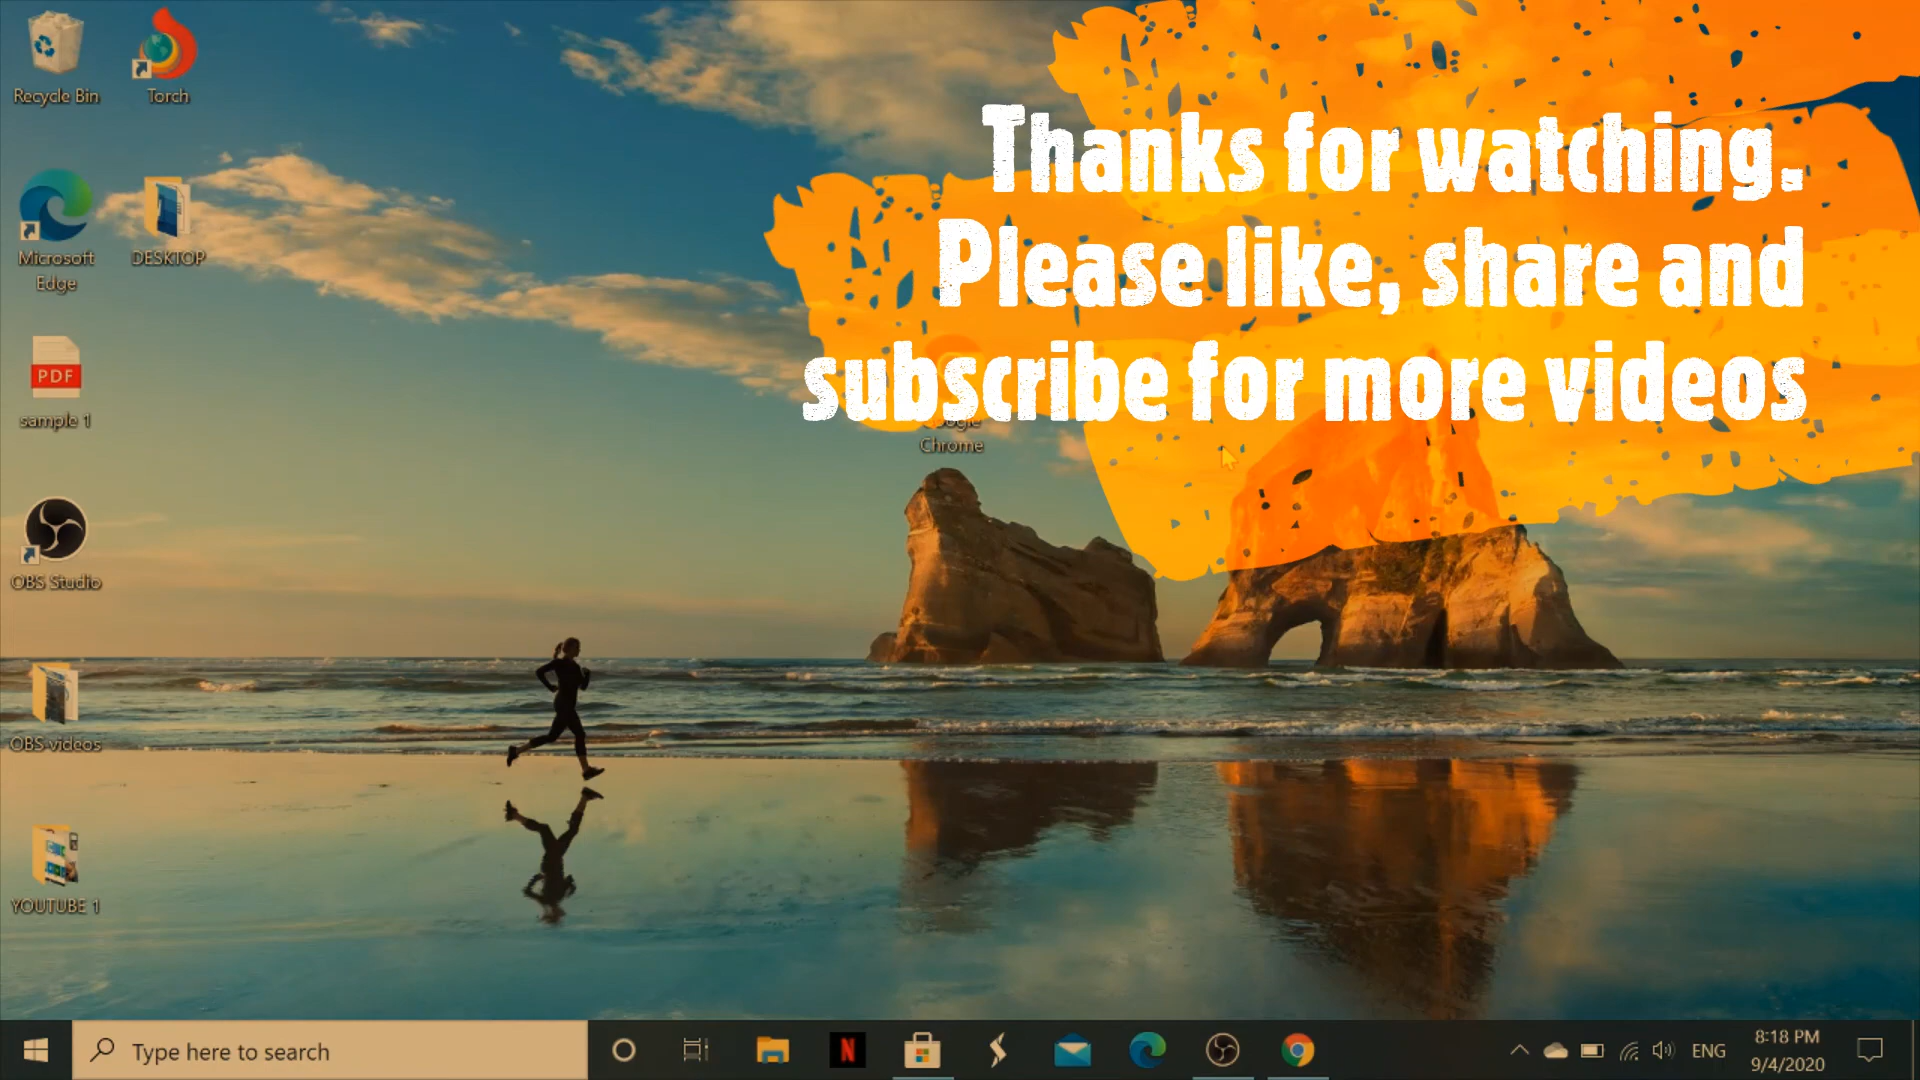 Recycle Bin
Torch
Thanks for watching.
Please like, share and
subscribe for more videos
Microsoft
Edge
DESKTOP
PDF
sample 1
Chrome
OBS Studio
OBS videos
YOUTUBE 1
Type here to search
N
ENG
8:18 PM
9/4/2020